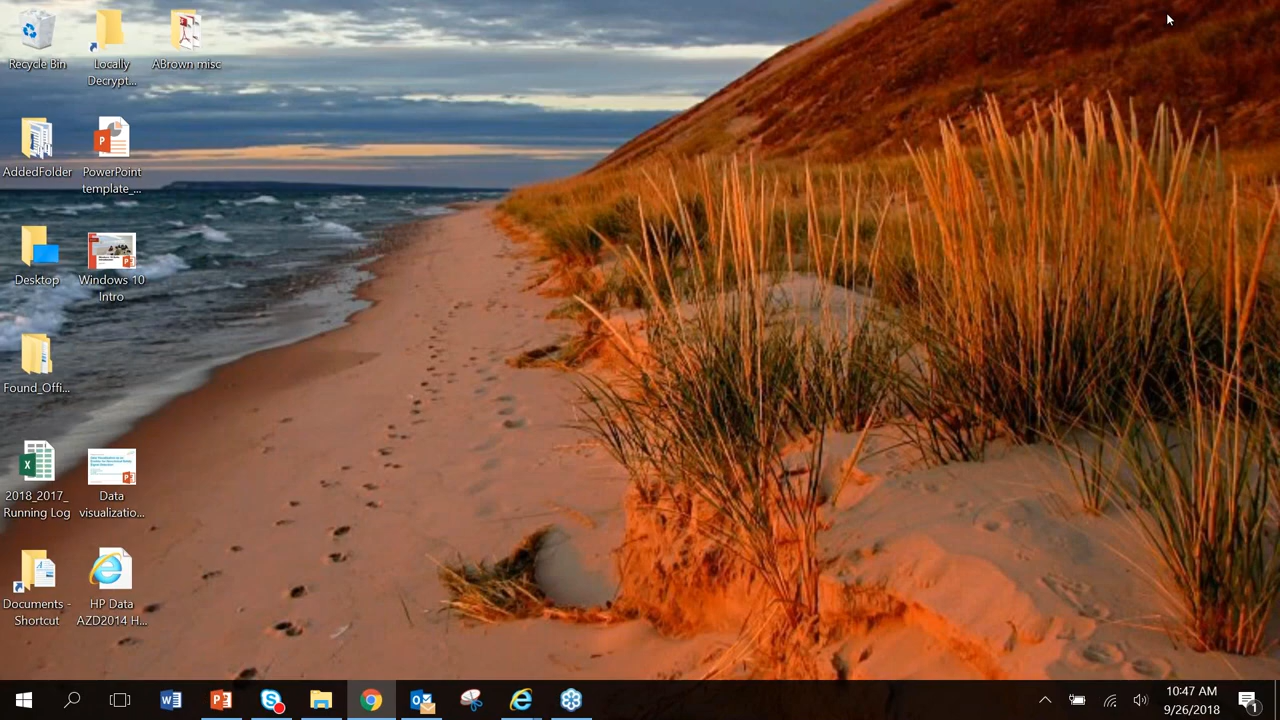 Recycle Bin
Locally
Decrypt...
ABrown misc
AddedFolder
PowerPoint
template_...
Desktop
Windows 10
Intro
Found_Offi...
2018_2017_
Running Log
Data
visualizatio...
Documents -
Shortcut
HP Data
AZD2014 H...
10:47 AM
9/26/2018
1